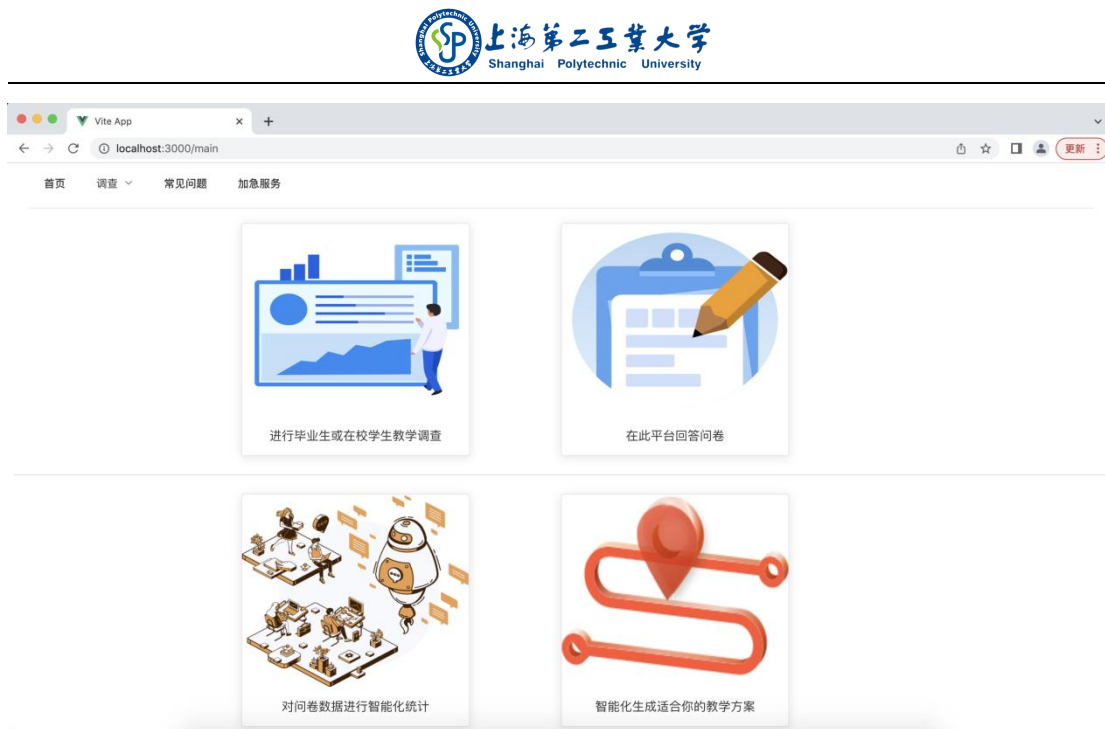 上海第二工業大学
Shanghai Polytechnic University
Vite App
localhost:3000/main
更新
首页 调查 常见问题 加急服务
进行毕业生或在校学生教学调查 在此平台回答问卷
对问卷数据进行智能化统计 智能化生成适合你的教学方案